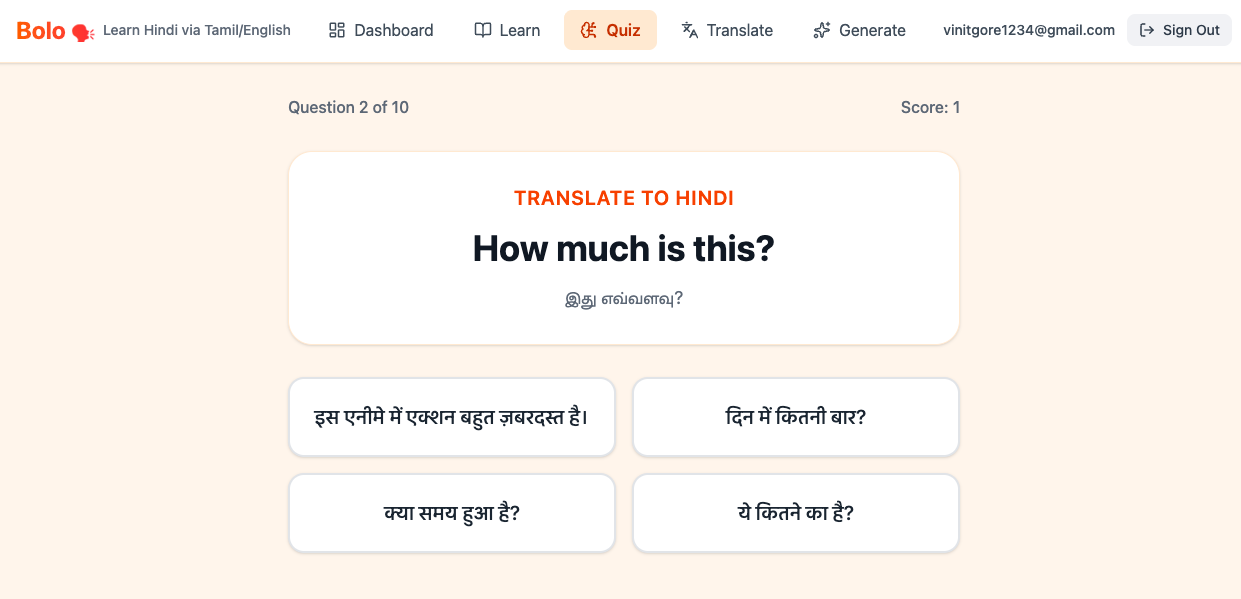 Bolo Learn Hindi via Tamil/English Dashboard Learn Quiz Translate Generate vinitgore1234@gmail.com Sign Out
Question 2 of 10 Score: 1
TRANSLATE TO HINDI
How much is this?
இது எவ்வளவு?
इस एनीमे में एक्शन बहुत ज़बरदस्त है।
दिन में कितनी बार?
क्या समय हुआ है?
ये कितने का है?